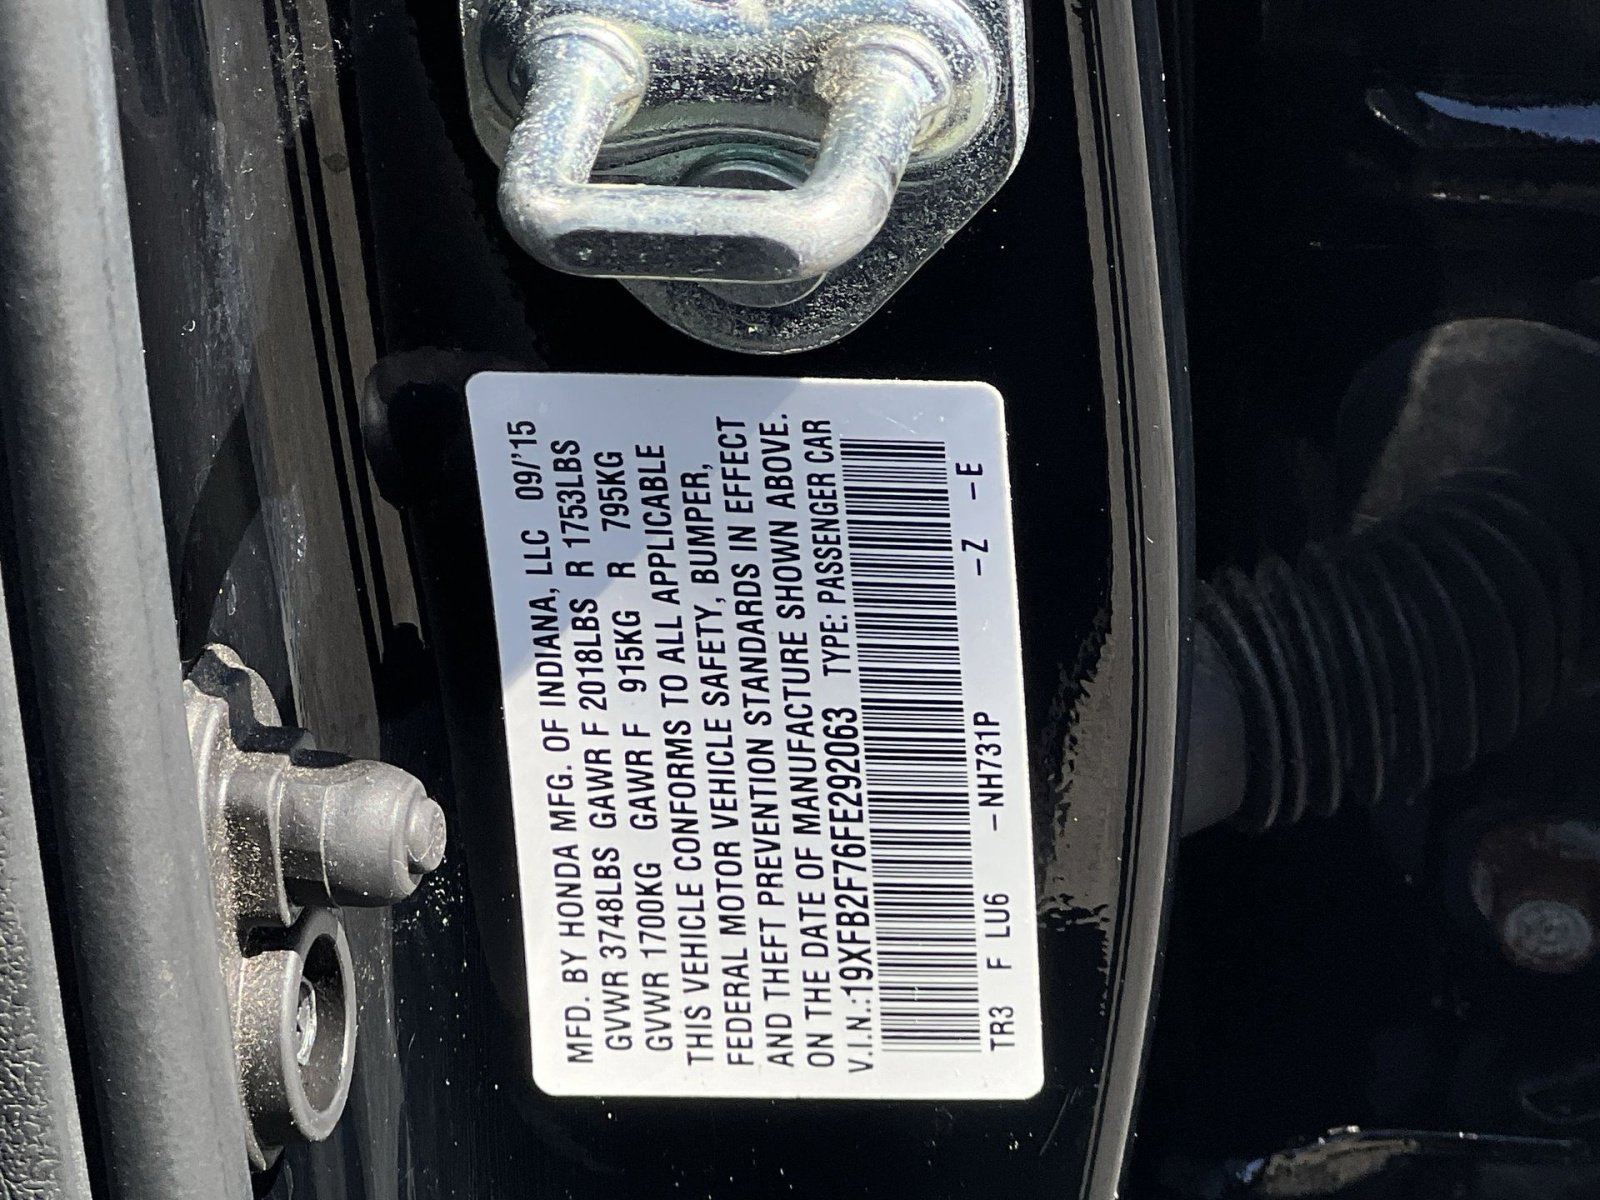 MFD. BY HONDA MFG. OF INDIANA, LLC 09/'15
GVWR 3748LBS GAWR F 2018LBS R 1753LBS
GVWR 1700KG GAWR F 915KG R 795KG
THIS VEHICLE CONFORMS TO ALL APPLICABLE
FEDERAL MOTOR VEHICLE SAFETY, BUMPER,
AND THEFT PREVENTION STANDARDS IN EFFECT
ON THE DATE OF MANUFACTURE SHOWN ABOVE.
V.I.N.:19XFB2F76FE292063 TYPE: PASSENGER CAR
TR3 F LU6 -NH731P -Z -E